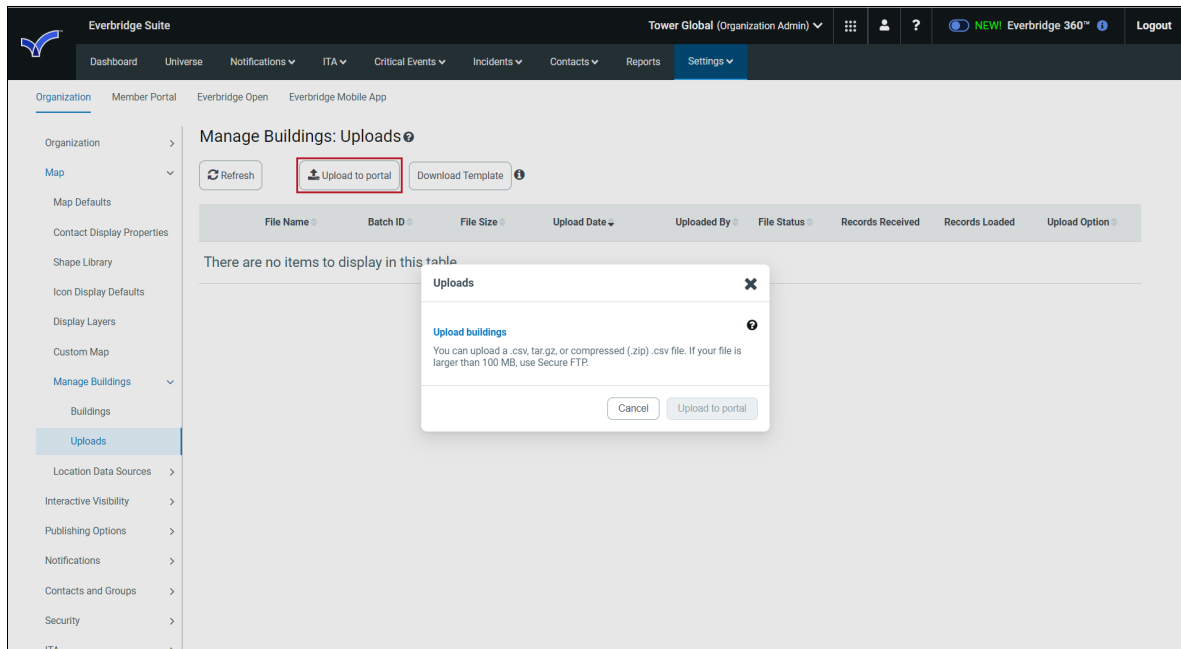 Everbridge Suite
Tower Global (Organization Admin)
?
NEW! Everbridge 360™
Logout
Dashboard
Universe
Notifications
ITA
Critical Events
Incidents
Contacts
Reports
Settings
Organization
Member Portal
Everbridge Open
Everbridge Mobile App
Organization
Map
Map Defaults
Contact Display Properties
Shape Library
Icon Display Defaults
Display Layers
Custom Map
Manage Buildings
Buildings
Uploads
Location Data Sources
Interactive Visibility
Publishing Options
Notifications
Contacts and Groups
Security
ITA
Manage Buildings: Uploads
Refresh
Upload to portal
Download Template
File Name
Batch ID
File Size
Upload Date
Uploaded By
File Status
Records Received
Records Loaded
Upload Option
There are no items to display in this table
Uploads
Upload buildings
You can upload a .csv, tar.gz, or compressed (.zip) .csv file. If your file is
larger than 100 MB, use Secure FTP.
Cancel
Upload to portal